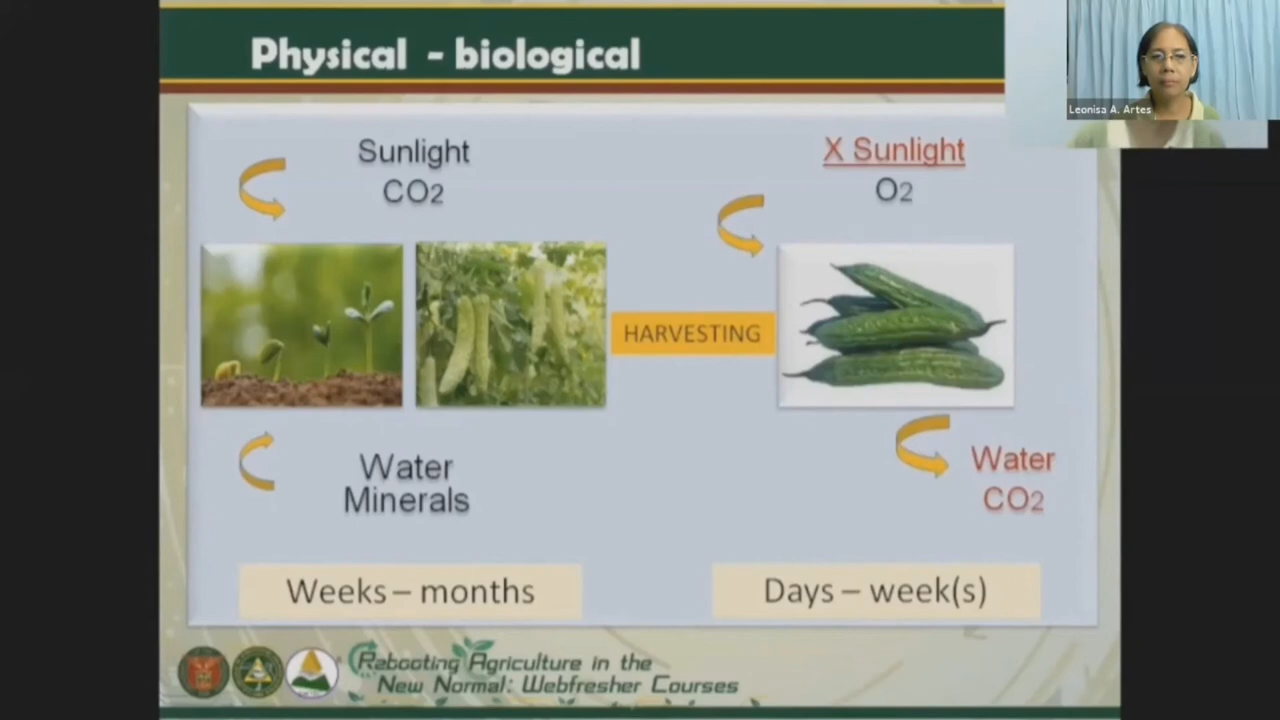 Physical - biological
Leonisa A. Artes
Sunlight
CO2
X Sunlight
O2
HARVESTING
Water
Minerals
Water
CO2
Weeks – months
Days – week(s)
Rebooting Agriculture in the
New Normal: Webfresher Courses